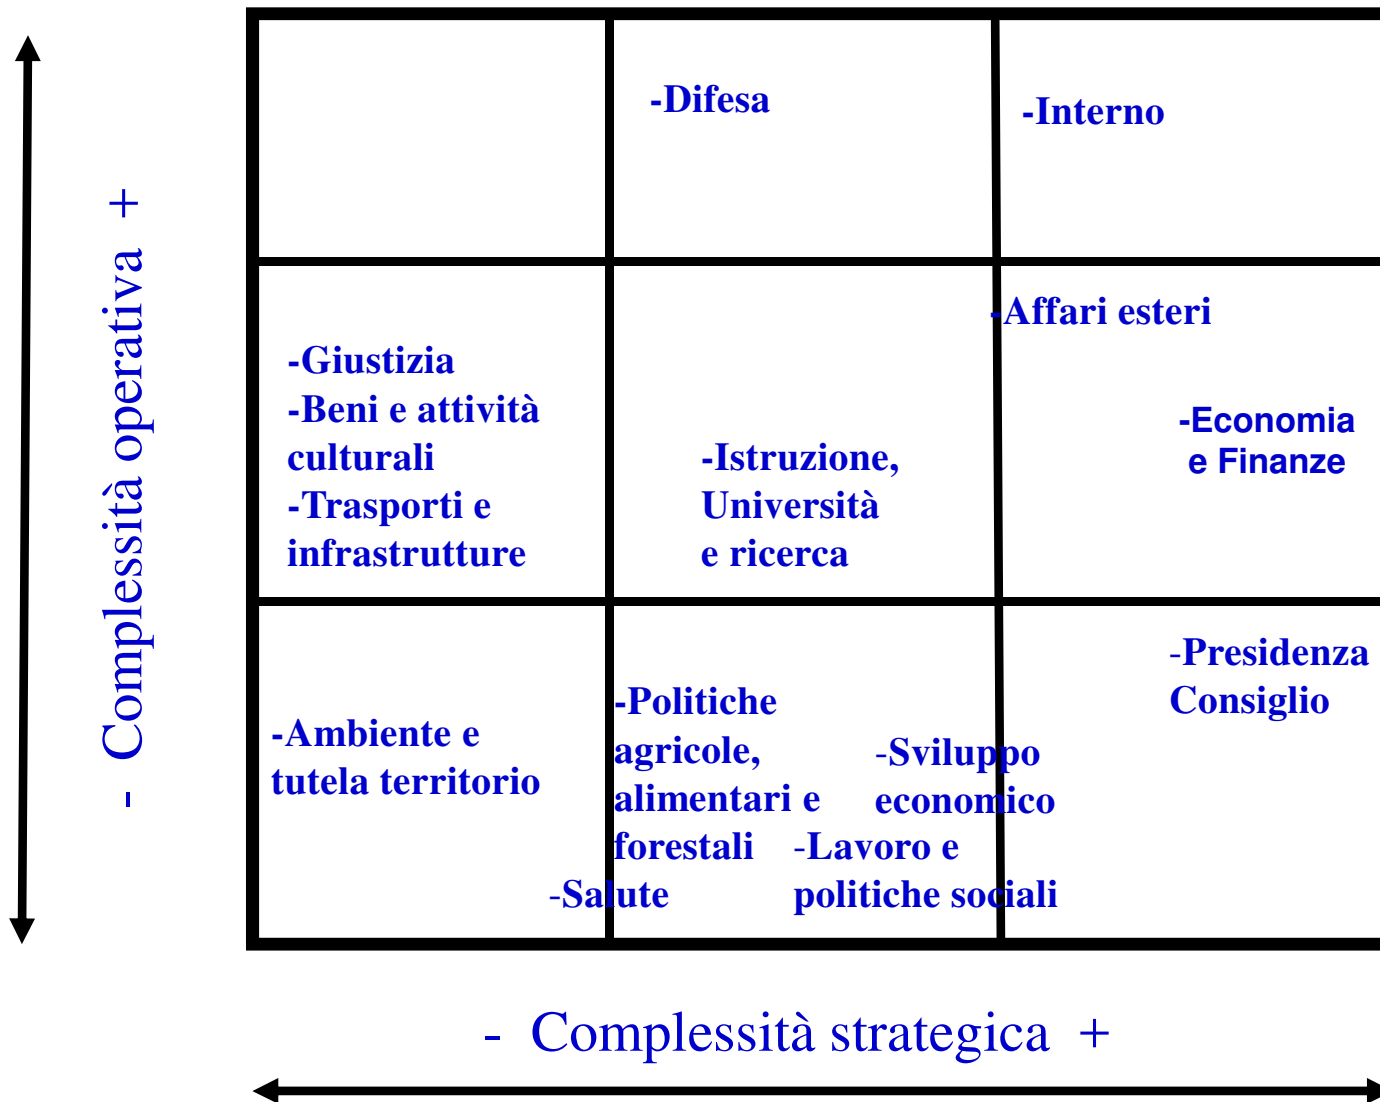 -Difesa
-Interno
-Affari esteri
-Giustizia
-Beni e attività
culturali
-Trasporti e
infrastrutture
-Istruzione,
Università
e ricerca
-Economia
e Finanze
-Ambiente e
tutela territorio
-Politiche
agricole,
alimentari e
forestali
-Salute
-Sviluppo
economico
-Lavoro e
politiche sociali
-Presidenza
Consiglio
- Complessità operativa +
- Complessità strategica +